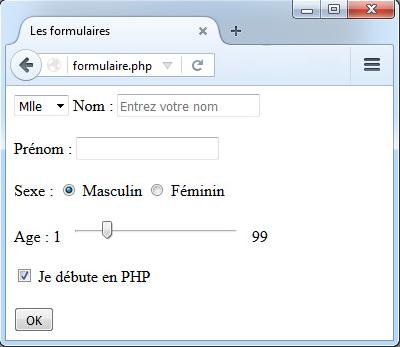 Les formulaires
formulaire.php
Mlle Nom : Entrez votre nom
Prénom :
Sexe : Masculin Féminin
Age : 1 99
Je débute en PHP
OK